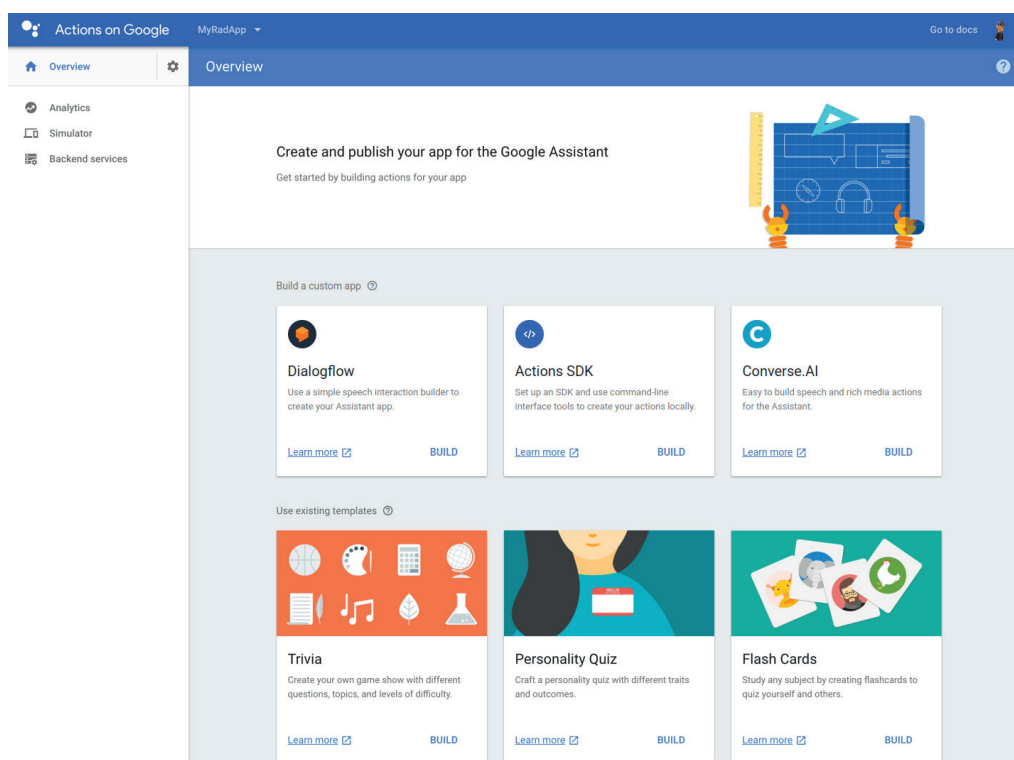 Actions on Google
MyRadApp
Go to docs
Overview
Overview
Analytics
Simulator
Backend services
Create and publish your app for the Google Assistant
Get started by building actions for your app
Build a custom app
Dialogflow
Use a simple speech interaction builder to
create your Assistant app.
Learn more
BUILD
Actions SDK
Set up an SDK and use command-line
interface tools to create your actions locally.
Learn more
BUILD
C
Converse.AI
Easy to build speech and rich media actions
for the Assistant.
Learn more
BUILD
Use existing templates
Trivia
Create your own game show with different
questions, topics, and levels of difficulty.
Learn more
BUILD
HELLO
Personality Quiz
Craft a personality quiz with different traits
and outcomes.
Learn more
BUILD
Flash Cards
Study any subject by creating flashcards to
quiz yourself and others.
Learn more
BUILD